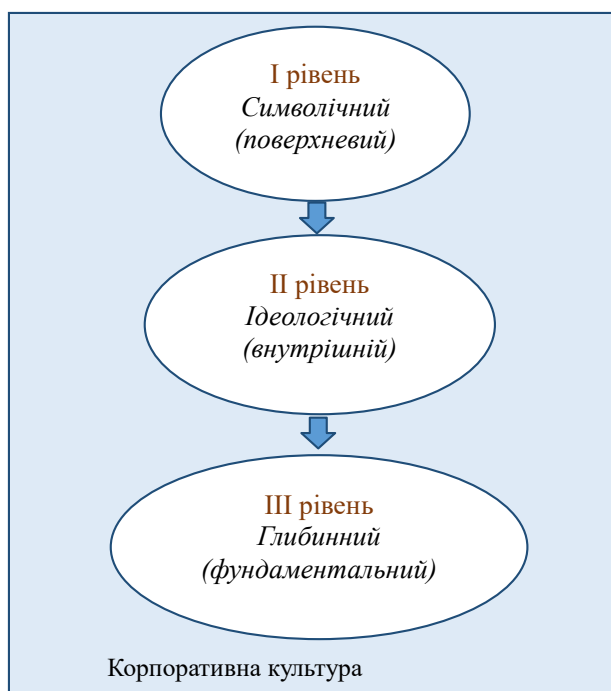 І рівень
Символічний
(поверхневий)
ІІ рівень
Ідеологічний
(внутрішній)
ІІІ рівень
Глибинний
(фундаментальний)
Корпоративна культура